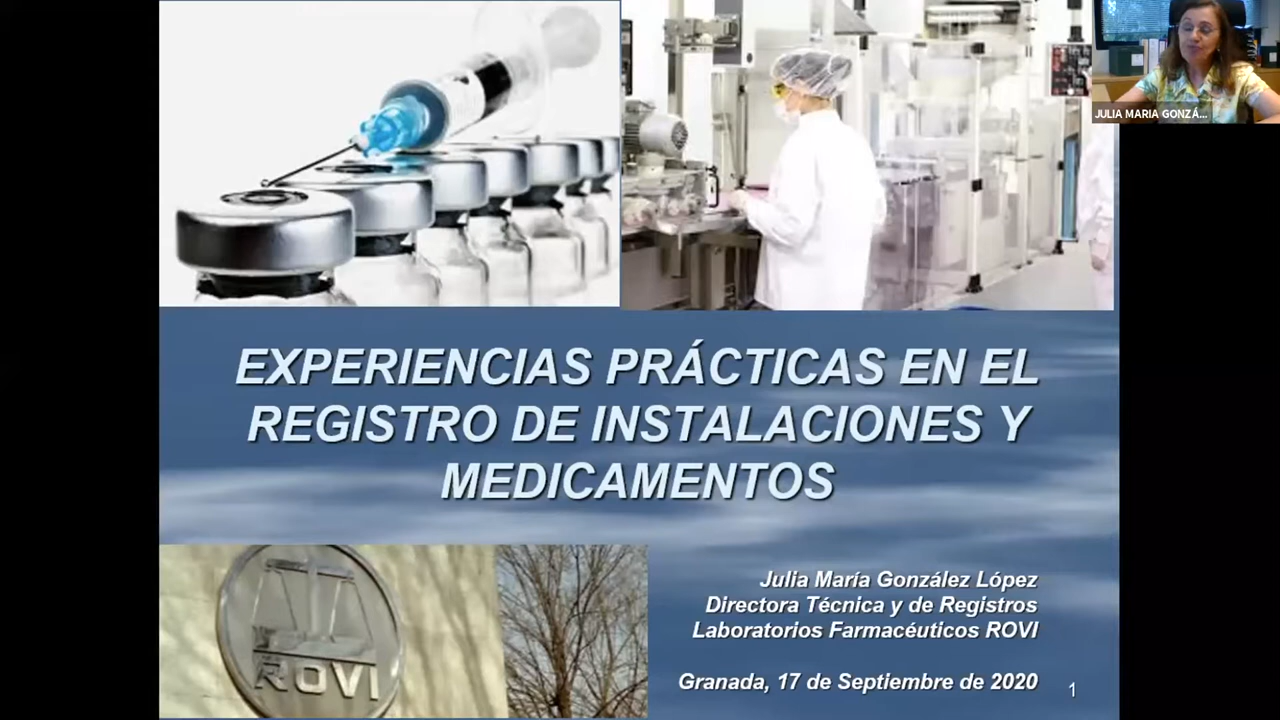 JULIA MARIA GONZÁ...
EXPERIENCIAS PRÁCTICAS EN EL
REGISTRO DE INSTALACIONES Y
MEDICAMENTOS
ROVI
Julia María González López
Directora Técnica y de Registros
Laboratorios Farmacéuticos ROVI
Granada, 17 de Septiembre de 2020
1